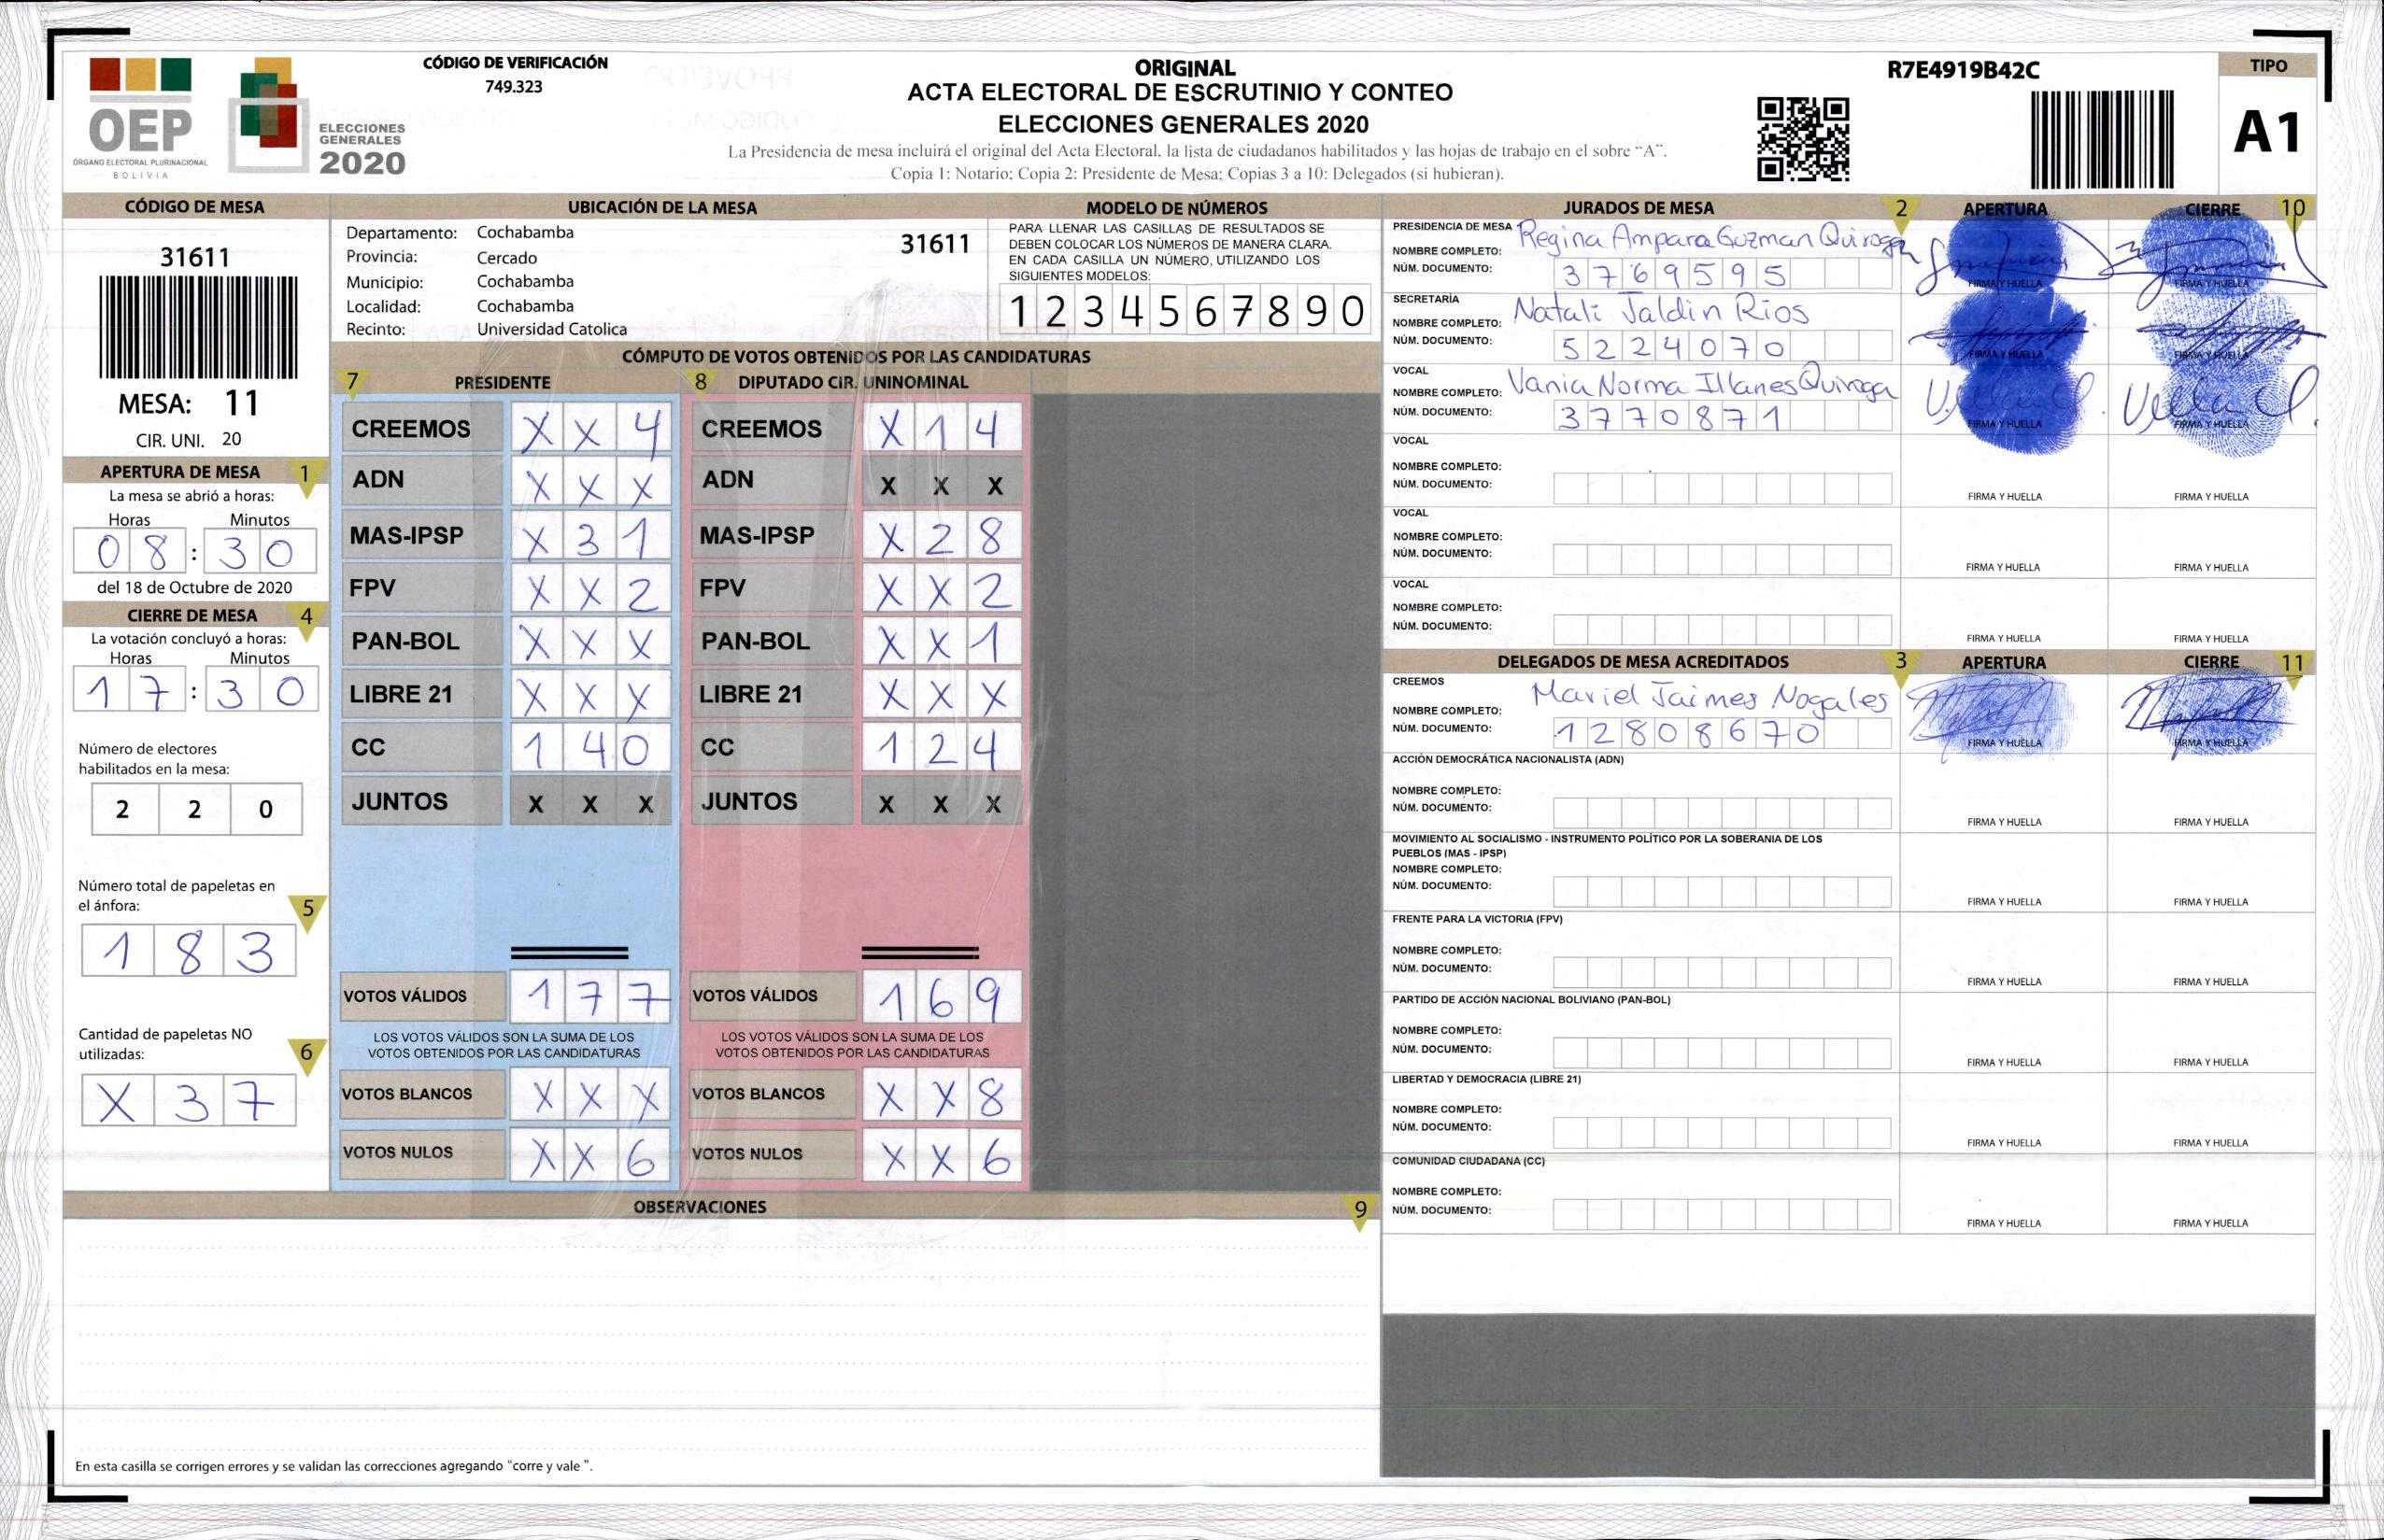 CÓDIGO DE VERIFICACIÓN
749.323
OEP
ÓRGANO ELECTORAL PLURINACIONAL
BOLIVIA
ELECCIONES
GENERALES
2020
ORIGINAL
ACTA ELECTORAL DE ESCRUTINIO Y CONTEO
ELECCIONES GENERALES 2020
La Presidencia de mesa incluirá el original del Acta Electoral, la lista de ciudadanos habilitados y las hojas de trabajo en el sobre “A”.
Copia 1: Notario; Copia 2: Presidente de Mesa; Copias 3 a 10: Delegados (si hubieran).
R7E4919B42C
TIPO
A1
CÓDIGO DE MESA
31611
MESA: 11
CIR. UNI. 20
APERTURA DE MESA 1
La mesa se abrió a horas:
Horas Minutos
08:30
del 18 de Octubre de 2020
CIERRE DE MESA 4
La votación concluyó a horas:
Horas Minutos
17:30
Número de electores
habilitados en la mesa:
2 2 0
Número total de papeletas en
el ánfora: 5
1 8 3
Cantidad de papeletas NO
utilizadas: 6
X 3 7
UBICACIÓN DE LA MESA
Departamento: Cochabamba 31611
Provincia: Cercado
Municipio: Cochabamba
Localidad: Cochabamba
Recinto: Universidad Catolica
MODELO DE NÚMEROS
PARA LLENAR LAS CASILLAS DE RESULTADOS SE
DEBEN COLOCAR LOS NÚMEROS DE MANERA CLARA.
EN CADA CASILLA UN NÚMERO, UTILIZANDO LOS
SIGUIENTES MODELOS:
1 2 3 4 5 6 7 8 9 0
CÓMPUTO DE VOTOS OBTENIDOS POR LAS CANDIDATURAS
7 PRESIDENTE 8 DIPUTADO CIR. UNINOMINAL
CREEMOS X X 4 CREEMOS X 1 4
ADN X X X ADN X X X
MAS-IPSP X 3 1 MAS-IPSP X 2 8
FPV X X 2 FPV X X 2
PAN-BOL X X X PAN-BOL X X 1
LIBRE 21 X X X LIBRE 21 X X X
CC 1 4 0 CC 1 2 4
JUNTOS X X X JUNTOS X X X
VOTOS VÁLIDOS 1 7 7 VOTOS VÁLIDOS 1 6 9
LOS VOTOS VÁLIDOS SON LA SUMA DE LOS LOS VOTOS VÁLIDOS SON LA SUMA DE LOS
VOTOS OBTENIDOS POR LAS CANDIDATURAS VOTOS OBTENIDOS POR LAS CANDIDATURAS
VOTOS BLANCOS X X X VOTOS BLANCOS X X 8
VOTOS NULOS X X 6 VOTOS NULOS X X 6
OBSERVACIONES 9
En esta casilla se corrigen errores y se validan las correcciones agregando “corre y vale ”.
JURADOS DE MESA 2 APERTURA CIERRE 10
PRESIDENCIA DE MESA
NOMBRE COMPLETO: Regina Ampara Guzman Quiroga
NÚM. DOCUMENTO: 3769595
FIRMA Y HUELLA FIRMA Y HUELLA
SECRETARÍA
NOMBRE COMPLETO: Natali Jaldin Rios
NÚM. DOCUMENTO: 5224070
FIRMA Y HUELLA FIRMA Y HUELLA
VOCAL
NOMBRE COMPLETO: Vania Norma Illanes Quiroga
NÚM. DOCUMENTO: 3770871
FIRMA Y HUELLA FIRMA Y HUELLA
VOCAL
NOMBRE COMPLETO:
NÚM. DOCUMENTO:
FIRMA Y HUELLA FIRMA Y HUELLA
VOCAL
NOMBRE COMPLETO:
NÚM. DOCUMENTO:
FIRMA Y HUELLA FIRMA Y HUELLA
VOCAL
NOMBRE COMPLETO:
NÚM. DOCUMENTO:
FIRMA Y HUELLA FIRMA Y HUELLA
DELEGADOS DE MESA ACREDITADOS 3 APERTURA CIERRE 11
CREEMOS
NOMBRE COMPLETO: Mariel Jaimes Nogales
NÚM. DOCUMENTO: 12808670
FIRMA Y HUELLA FIRMA Y HUELLA
ACCIÓN DEMOCRÁTICA NACIONALISTA (ADN)
NOMBRE COMPLETO:
NÚM. DOCUMENTO:
FIRMA Y HUELLA FIRMA Y HUELLA
MOVIMIENTO AL SOCIALISMO - INSTRUMENTO POLÍTICO POR LA SOBERANIA DE LOS
PUEBLOS (MAS - IPSP)
NOMBRE COMPLETO:
NÚM. DOCUMENTO:
FIRMA Y HUELLA FIRMA Y HUELLA
FRENTE PARA LA VICTORIA (FPV)
NOMBRE COMPLETO:
NÚM. DOCUMENTO:
FIRMA Y HUELLA FIRMA Y HUELLA
PARTIDO DE ACCIÓN NACIONAL BOLIVIANO (PAN-BOL)
NOMBRE COMPLETO:
NÚM. DOCUMENTO:
FIRMA Y HUELLA FIRMA Y HUELLA
LIBERTAD Y DEMOCRACIA (LIBRE 21)
NOMBRE COMPLETO:
NÚM. DOCUMENTO:
FIRMA Y HUELLA FIRMA Y HUELLA
COMUNIDAD CIUDADANA (CC)
NOMBRE COMPLETO:
NÚM. DOCUMENTO:
FIRMA Y HUELLA FIRMA Y HUELLA